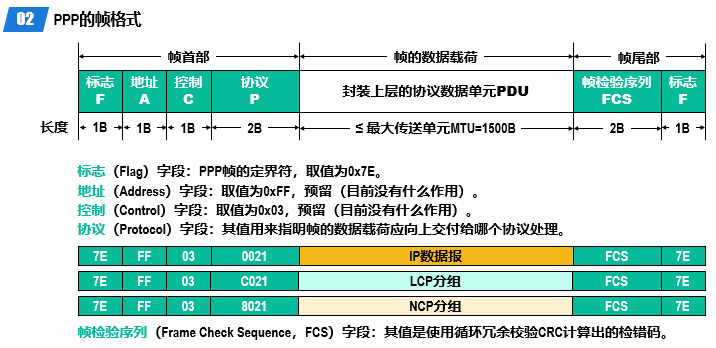 02 PPP的帧格式
帧首部 帧的数据载荷 帧尾部
标志 地址 控制 协议 封装上层的协议数据单元PDU 帧检验序列 标志
F A C P FCS F
长度 1B 1B 1B 2B ≤最大传送单元MTU=1500B 2B 1B
标志（Flag）字段：PPP帧的定界符，取值为0x7E。
地址（Address）字段：取值为0xFF，预留（目前没有什么作用）。
控制（Control）字段：取值为0x03，预留（目前没有什么作用）。
协议（Protocol）字段：其值用来指明帧的数据载荷应向上交付给哪个协议处理。
7E FF 03 0021 IP数据报 FCS 7E
7E FF 03 C021 LCP分组 FCS 7E
7E FF 03 8021 NCP分组 FCS 7E
帧检验序列（Frame Check Sequence，FCS）字段：其值是使用循环冗余校验CRC计算出的检错码。